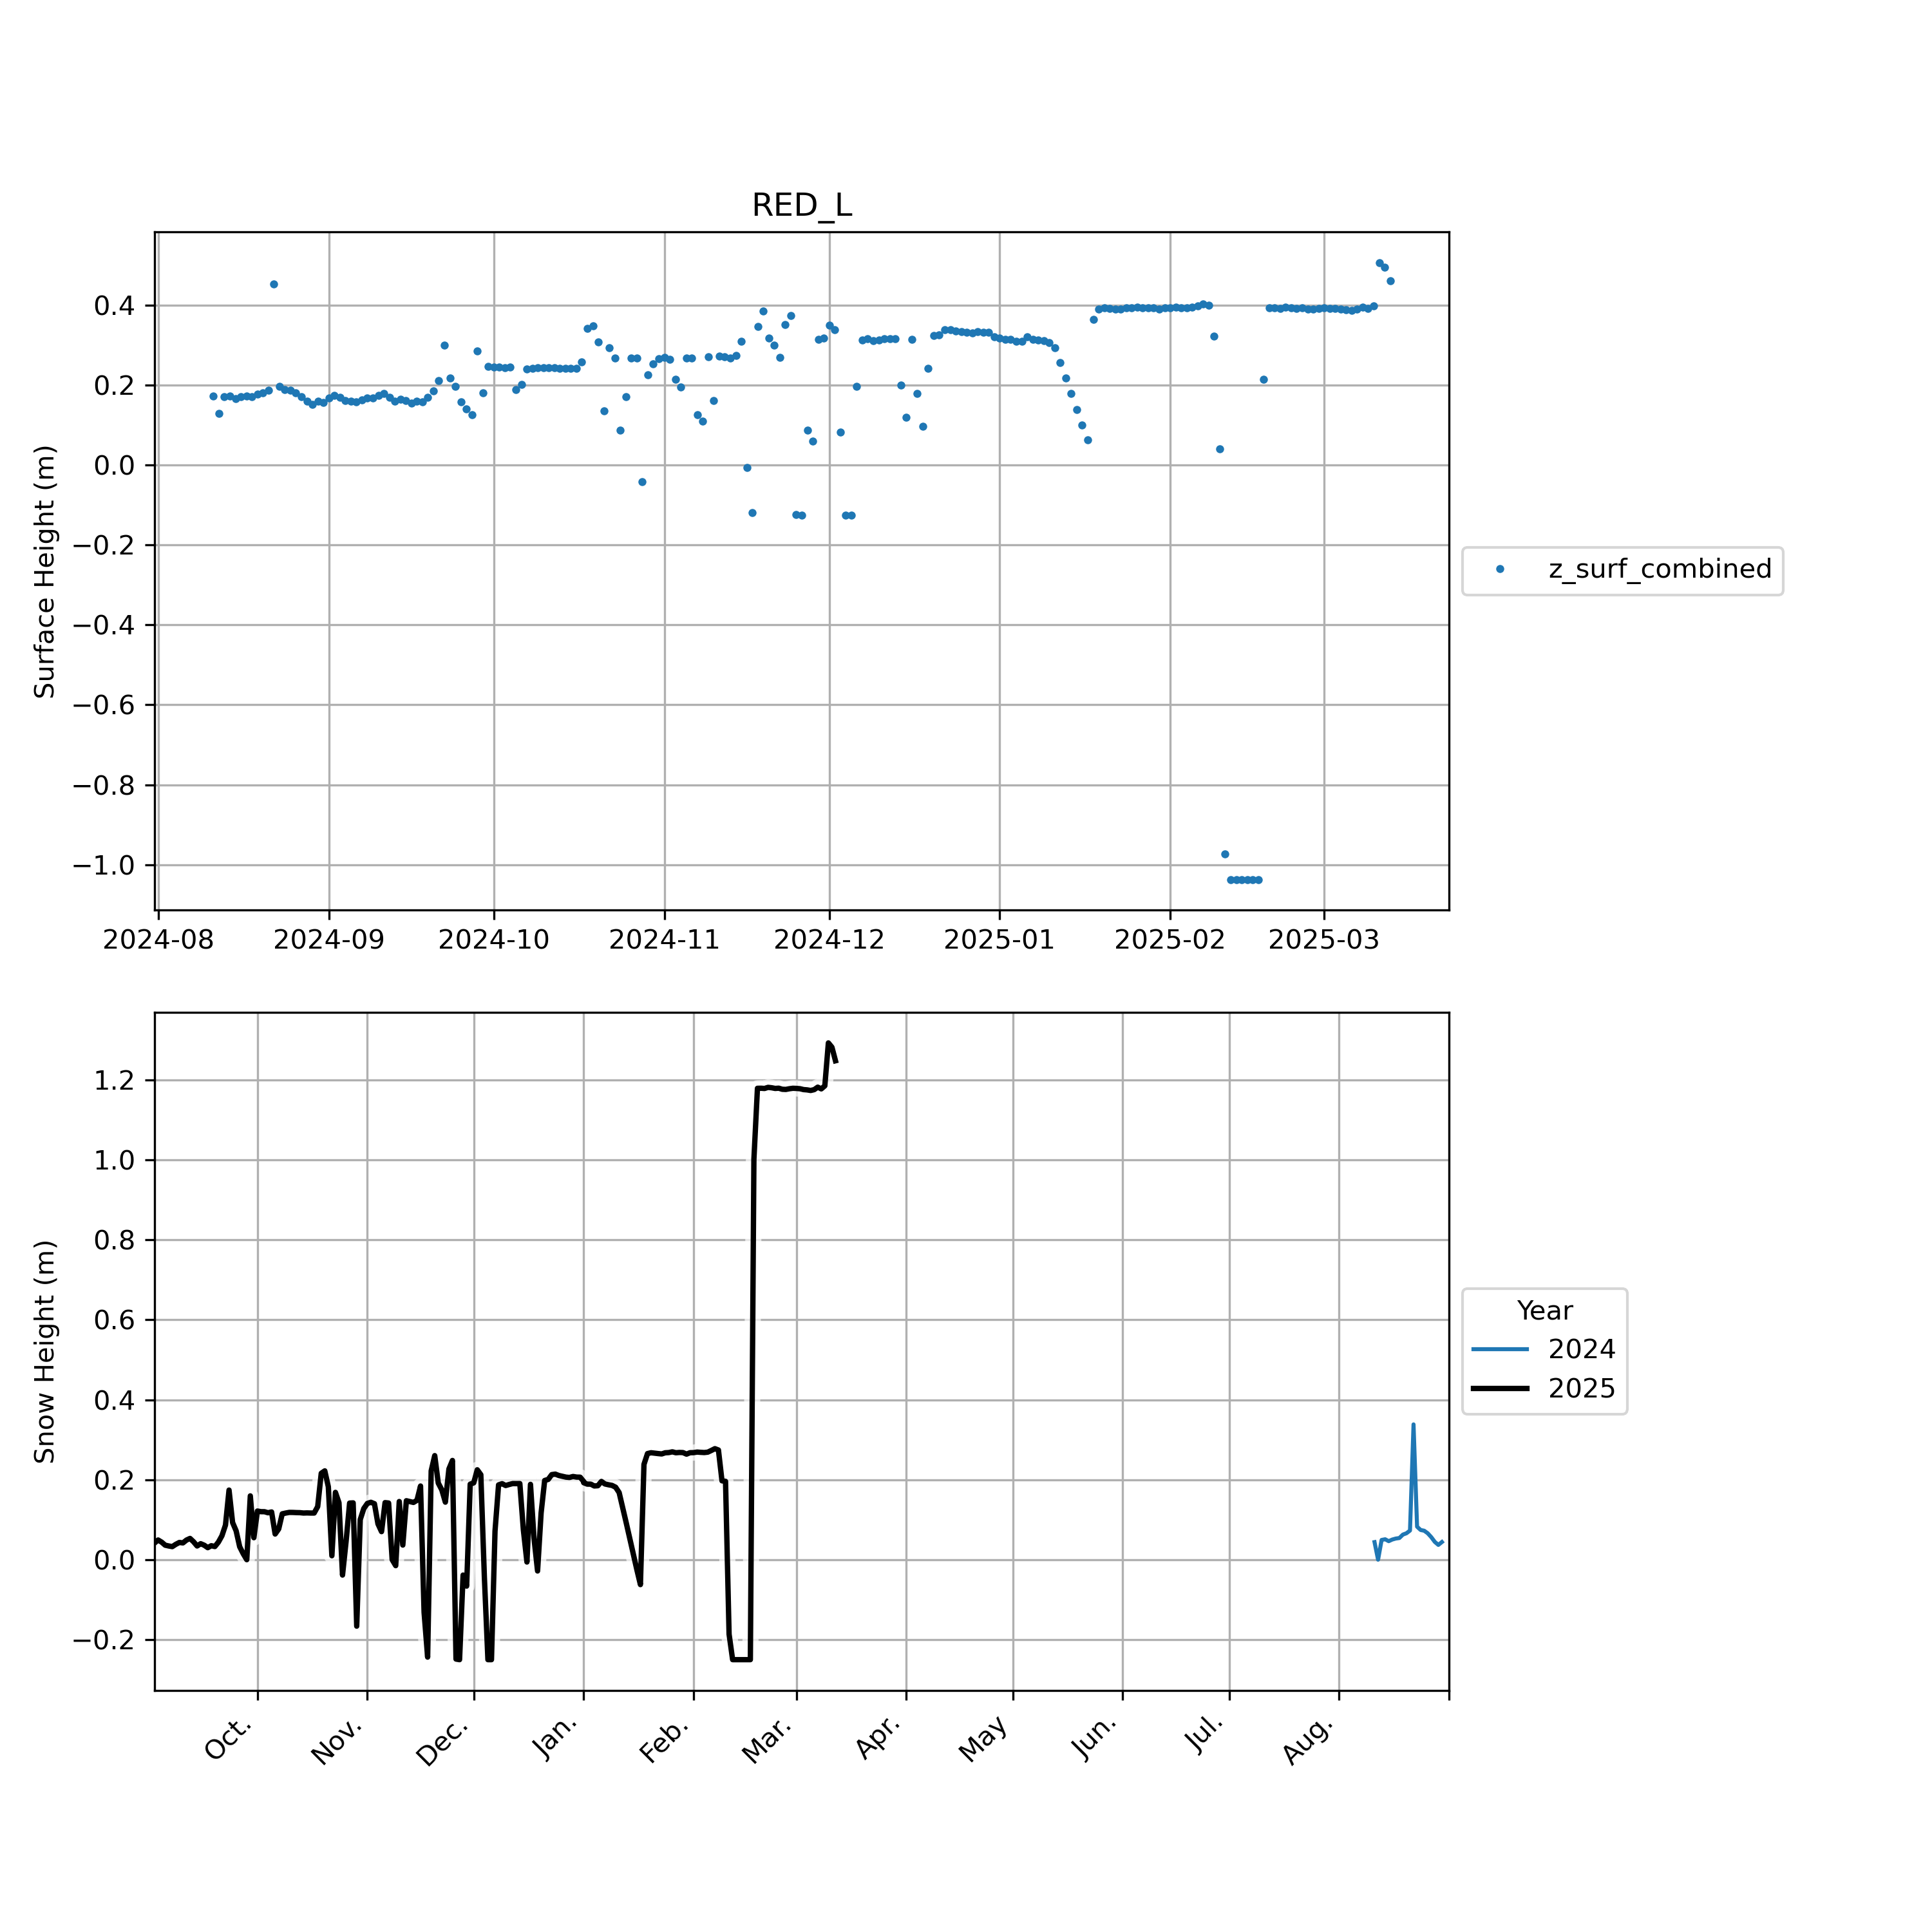 RED_L
Surface Height (m)
0.4
0.2
0.0
−0.2
−0.4
−0.6
−0.8
−1.0
2024-08 2024-09 2024-10 2024-11 2024-12 2025-01 2025-02 2025-03
z_surf_combined
Snow Height (m)
1.2
1.0
0.8
0.6
0.4
0.2
0.0
−0.2
Oct. Nov. Dec. Jan. Feb. Mar. Apr. May Jun. Jul. Aug.
Year
2024
2025